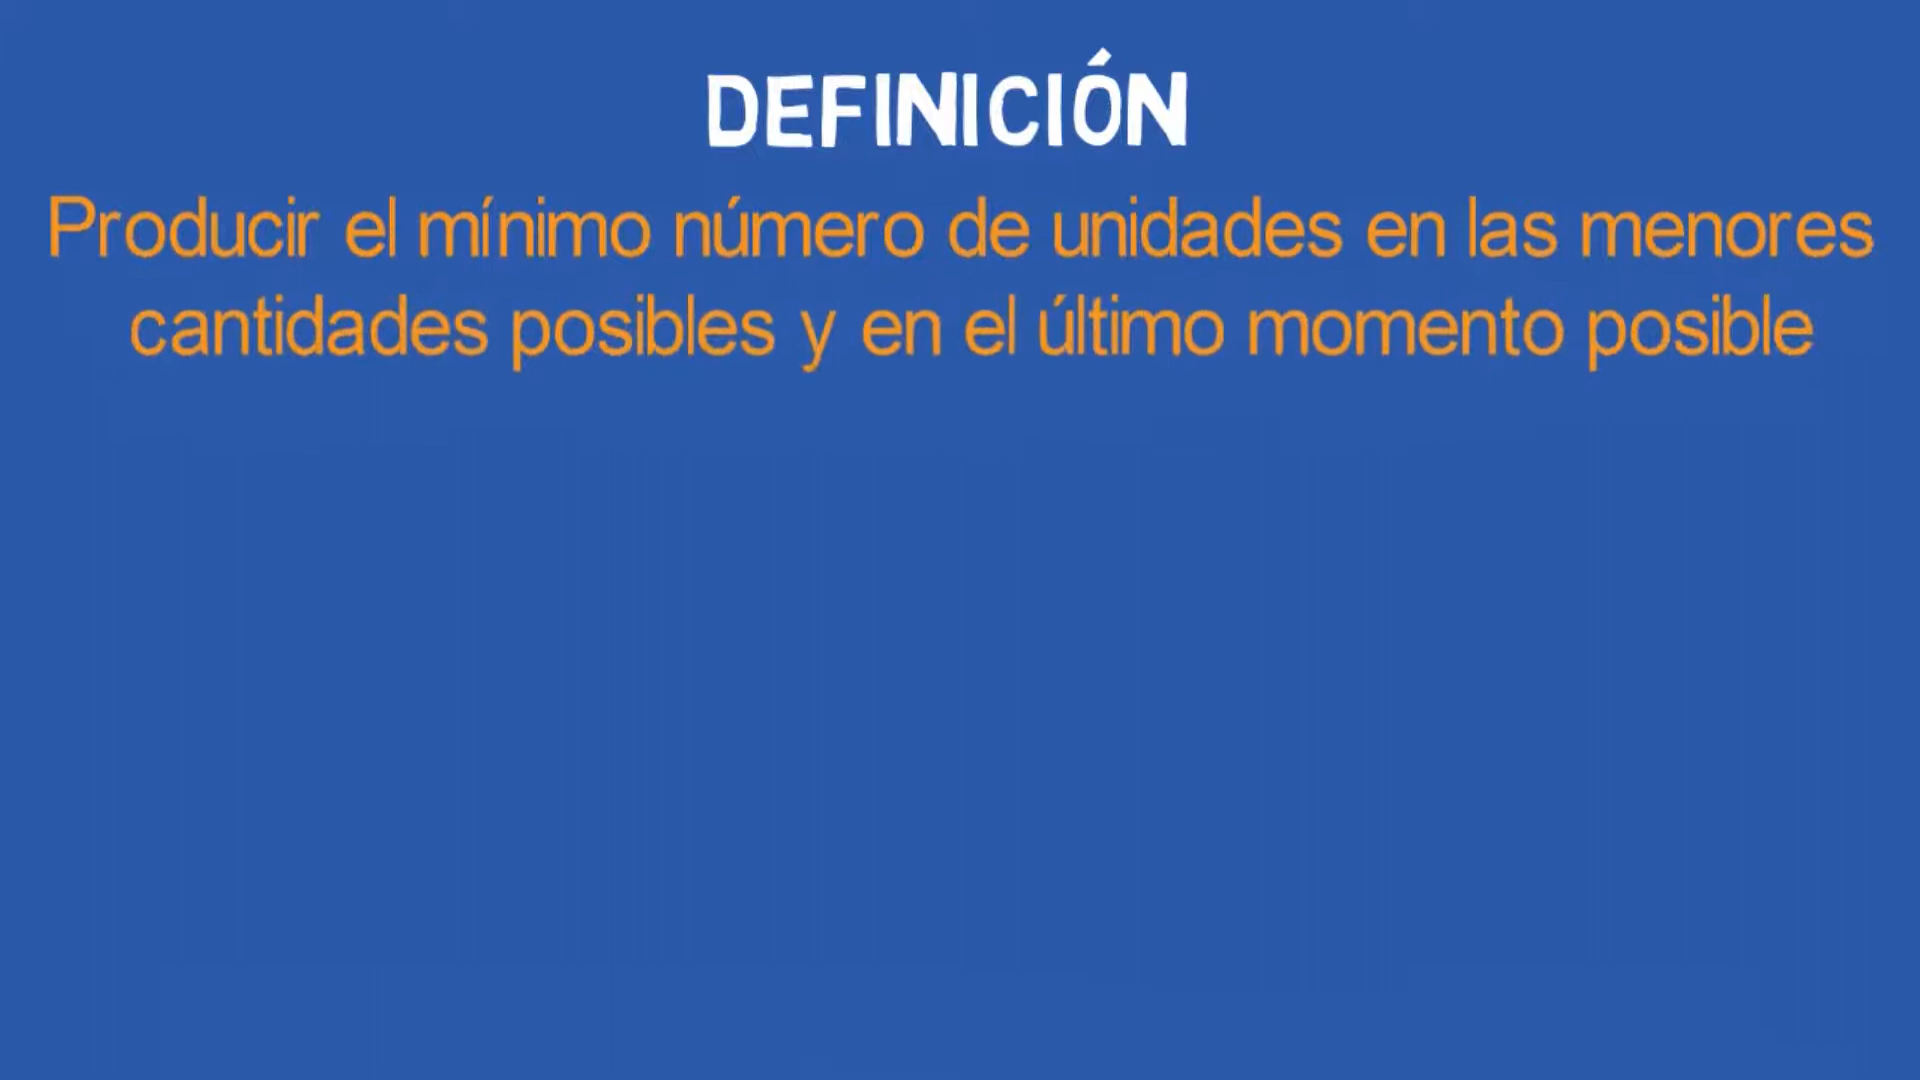 DEFINICIÓN
Producir el mínimo número de unidades en las menores
cantidades posibles y en el último momento posible